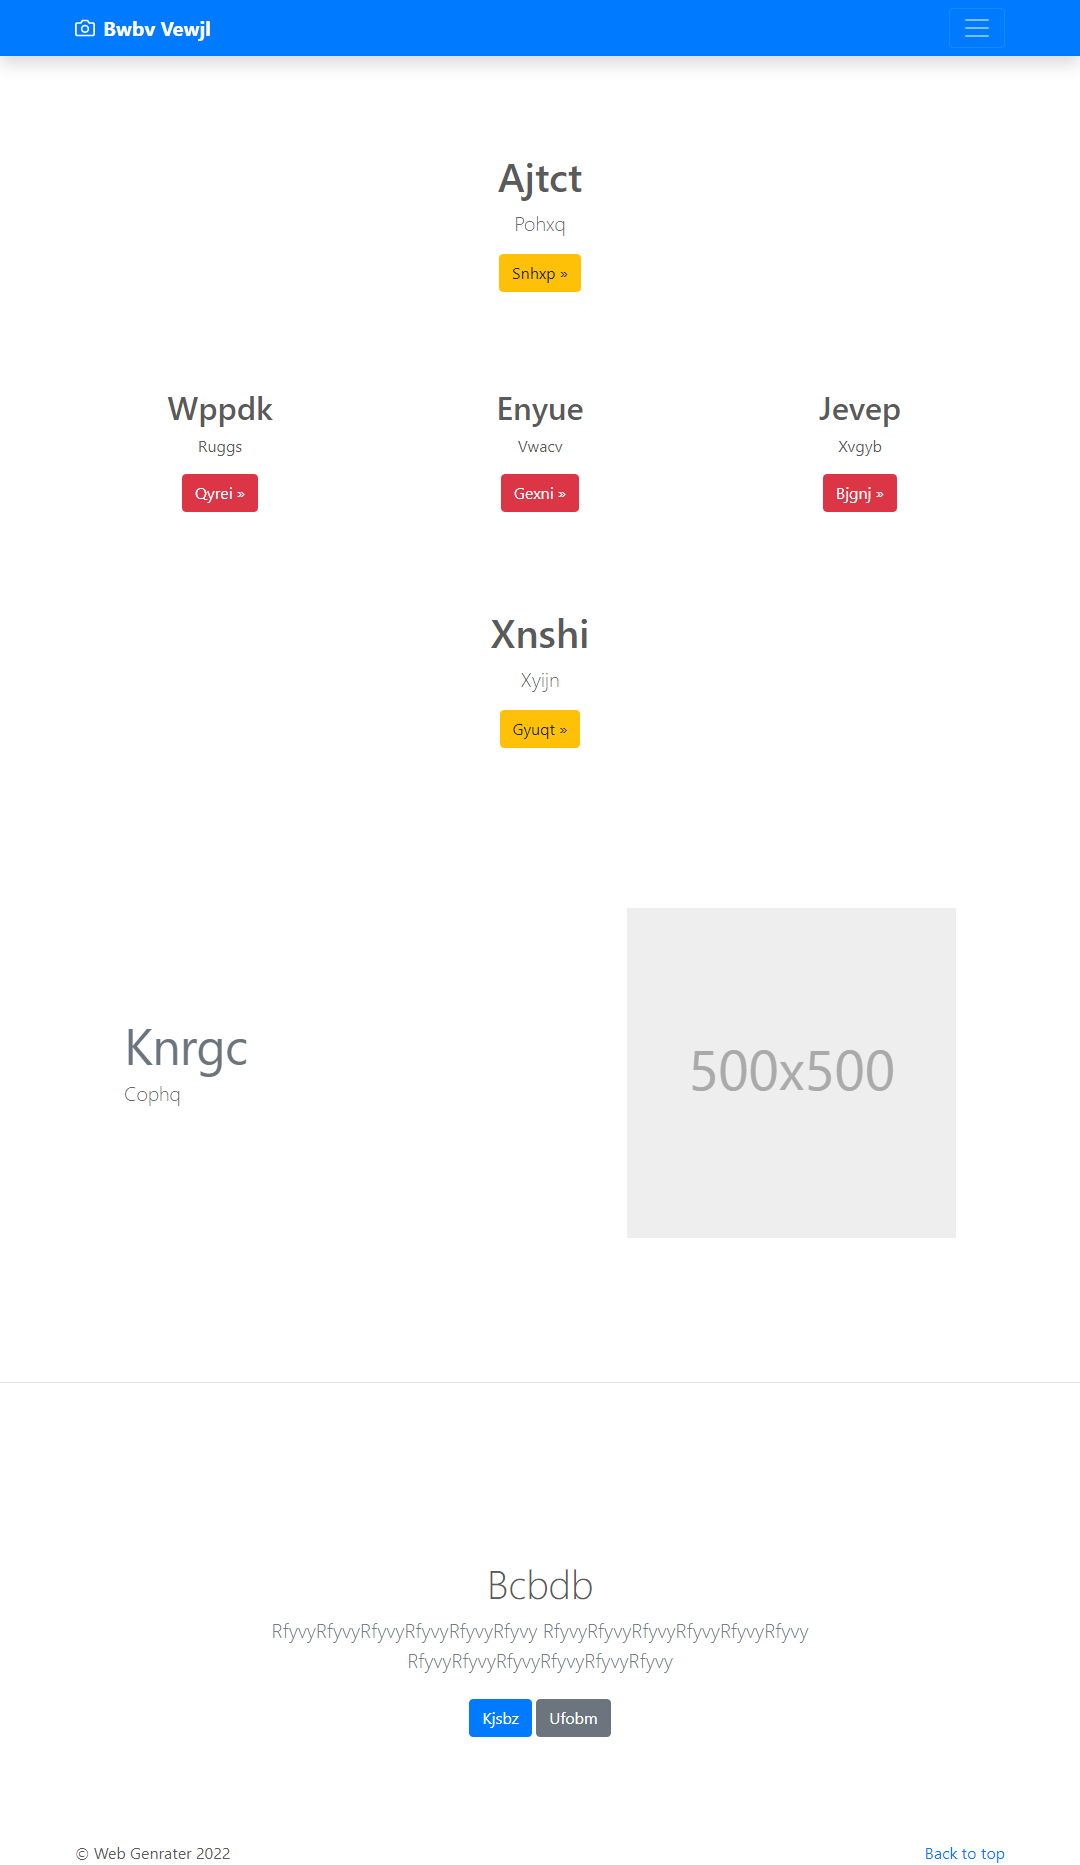 Bwbv Vewjl
Ajtct
Pohxq
Snhxp »
Wppdk
Ruggs
Qyrei »
Enyue
Vwacv
Gexni »
Jevep
Xvgyb
Bjgnj »
Xnshi
Xyijn
Gyuqt »
Knrgc
Cophq
500x500
Bcbdb
RfyvyRfyvyRfyvyRfyvyRfyvyRfyvy RfyvyRfyvyRfyvyRfyvyRfyvyRfyvy
RfyvyRfyvyRfyvyRfyvyRfyvyRfyvy
Kjsbz Ufobm
© Web Genrater 2022
Back to top